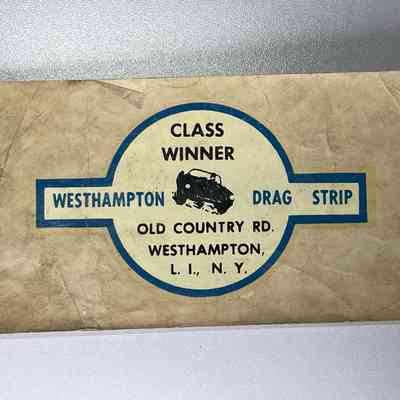 CLASS
WINNER
WESTHAMPTON DRAG STRIP
OLD COUNTRY RD.
WESTHAMPTON,
L. I., N. Y.